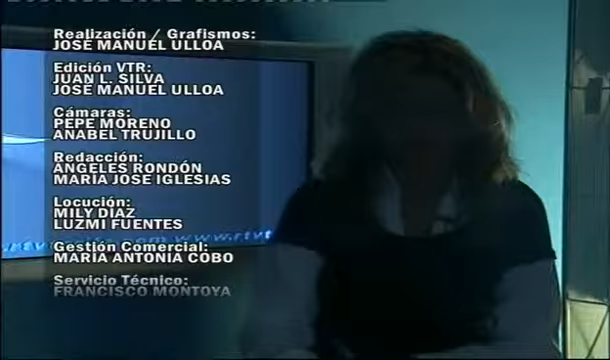 Realización / Grafismos:
JOSÉ MANUEL ULLOA
Edición VTR:
JUAN L. SILVA
JOSÉ MANUEL ULLOA
Cámaras:
PEPE MORENO
ANABEL TRUJILLO
Redacción:
ÁNGELES RONDÓN
MARÍA JOSÉ IGLESIAS
Locución:
MILY DÍAZ
LUZMI FUENTES
Gestión Comercial:
MARÍA ANTONIA COBO
Servicio Técnico:
FRANCISCO MONTOYA